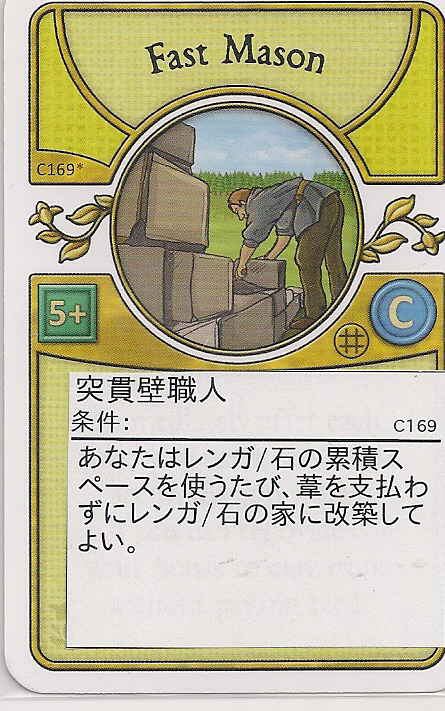 Fast Mason
C169*
5+
C
突貫壁職人
条件:
C169
あなたはレンガ/石の累積ス
ペースを使うたび、葦を支払わ
ずにレンガ/石の家に改築して
よい。